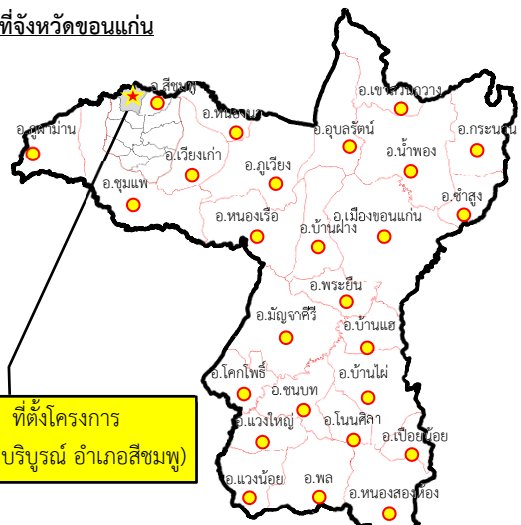 ที่จังหวัดขอนแก่น
อ.สีชมพู
อ.เขาสวนกวาง
อ.หนองนา
อ.อุบลรัตน์
อ.กระนวน
อ.ภูผาม่าน
อ.เวียงเก่า
อ.ภูเวียง
อ.น้ำพอง
อ.ชุมแพ
อ.ซำสูง
อ.หนองเรือ
อ.บ้านฝาง
อ.เมืองขอนแก่น
อ.พระยืน
อ.มัญจาคีรี
อ.บ้านแฮ
อ.โคกโพธิ์
อ.ชนบท
อ.บ้านไผ่
อ.แวงใหญ่
อ.โนนศิลา
อ.เปือยน้อย
ที่ตั้งโครงการ
บริบูรณ์ อำเภอสีชมพู)
อ.แวงน้อย
อ.พล
อ.หนองสองห้อง